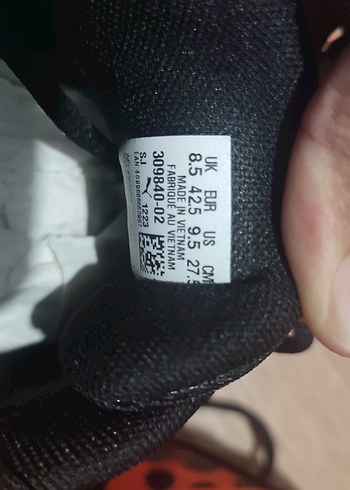 UK EUR US CM
8.5 42.5 9.5 27.5
MADE IN VIETNAM
FABRIQUÉ AU VIETNAM
309840-02
SJ 1223